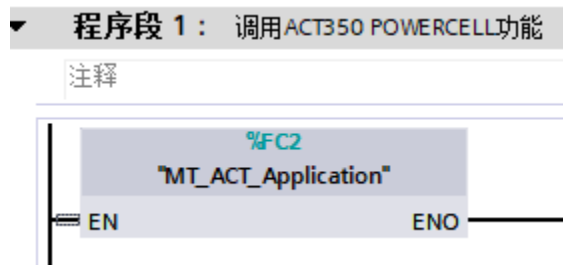 程序段 1： 调用ACT350 POWERCELL功能
注释
%FC2
"MT_ACT_Application"
EN ENO